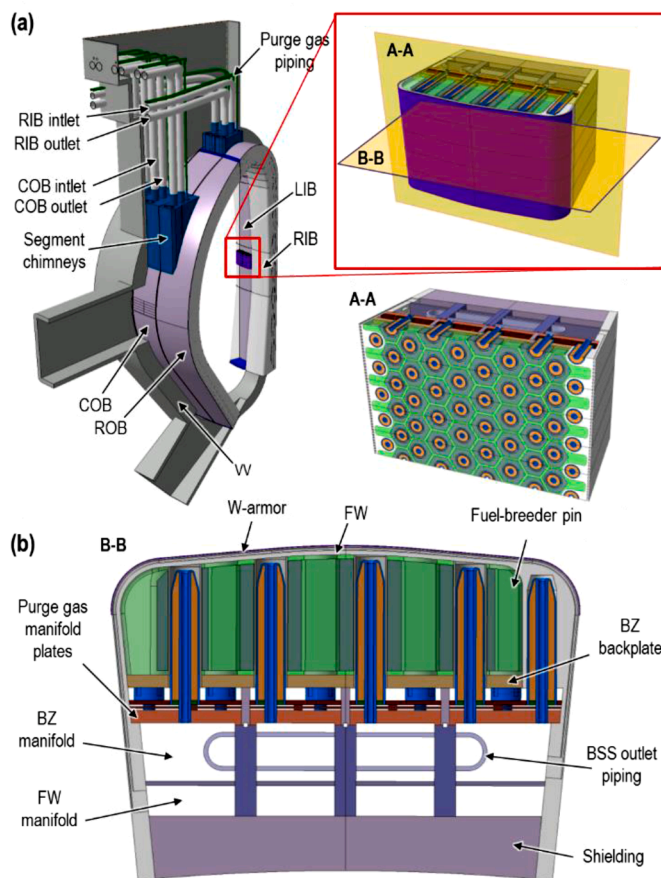 (a)
Purge gas
piping
RIB intlet
RIB outlet
COB inlet
COB outlet
Segment
chimneys
LIB
RIB
COB
ROB
VV
A-A
B-B
A-A
(b)
B-B
W-armor
FW
Fuel-breeder pin
Purge gas
manifold
plates
BZ
backplate
BZ
manifold
BSS outlet
piping
FW
manifold
Shielding